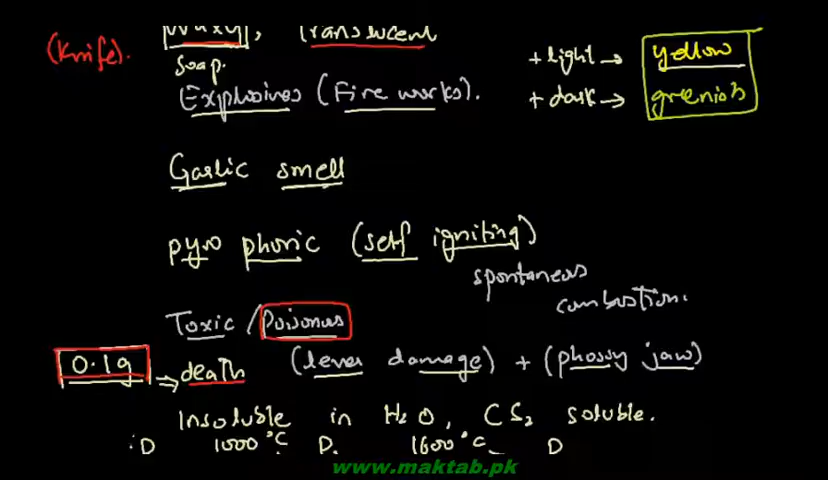 waxy, Translucent
(Knife).
soap.
+ light → yellow
Explosives (Fire works).
+ dark → greenish
Garlic smell
pyro phoric (self igniting)
spontaneous
combustion.
Toxic / Poisonous
0.1g ⇒ death (lever damage) + (phossy jaw)
Insoluble in H₂O, CS₂ soluble.
D 1000°C D. 1600°C D
www.maktab.pk